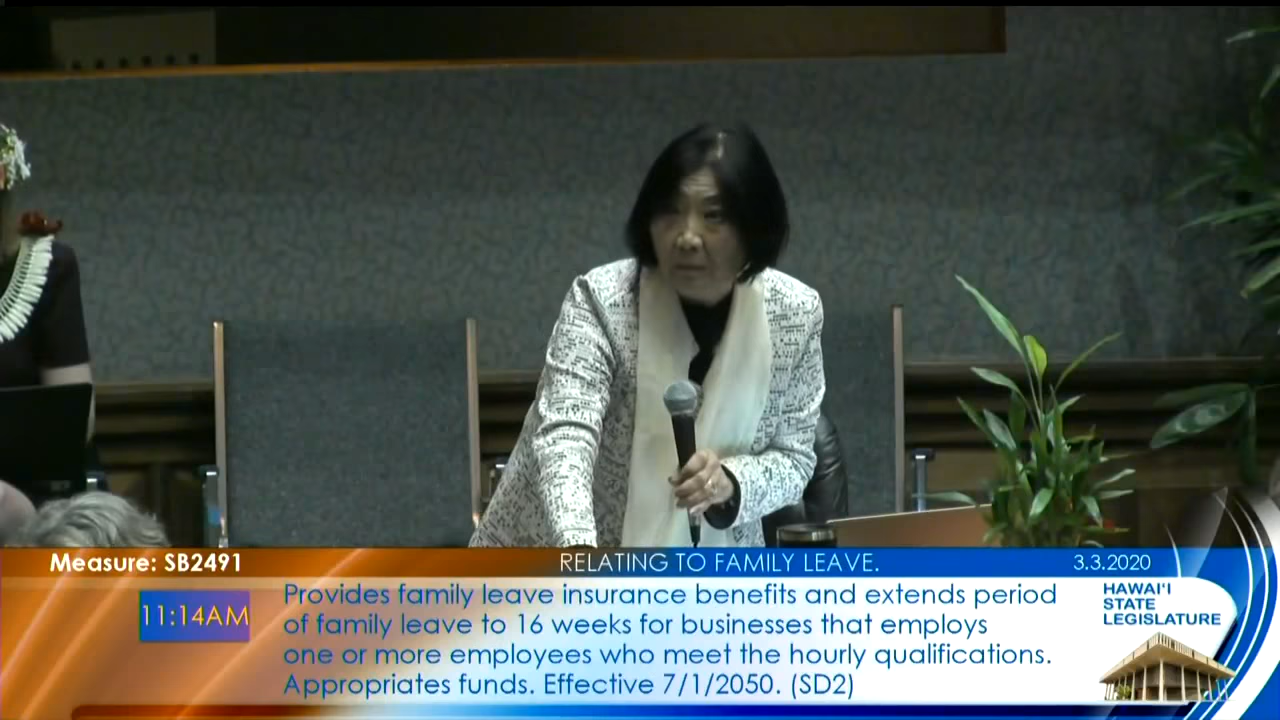 Measure: SB2491
RELATING TO FAMILY LEAVE.
3.3.2020
11:14AM
Provides family leave insurance benefits and extends period
of family leave to 16 weeks for businesses that employs
one or more employees who meet the hourly qualifications.
Appropriates funds. Effective 7/1/2050. (SD2)
HAWAIʻI
STATE
LEGISLATURE